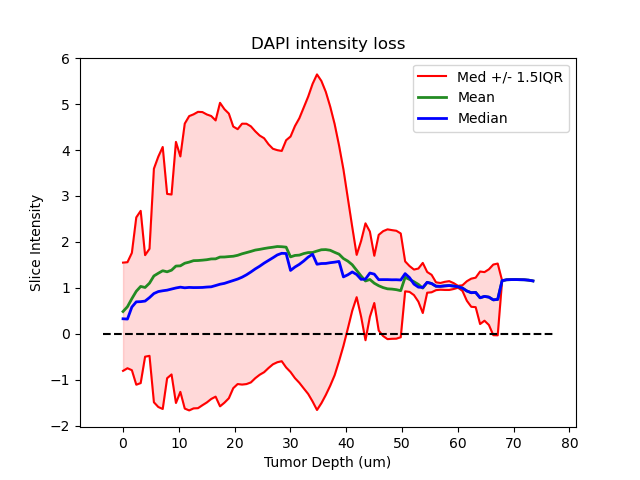 DAPI intensity loss
Med +/- 1.5IQR
Mean
Median
Slice Intensity
6
5
4
3
2
1
0
−1
−2
0 10 20 30 40 50 60 70 80
Tumor Depth (um)